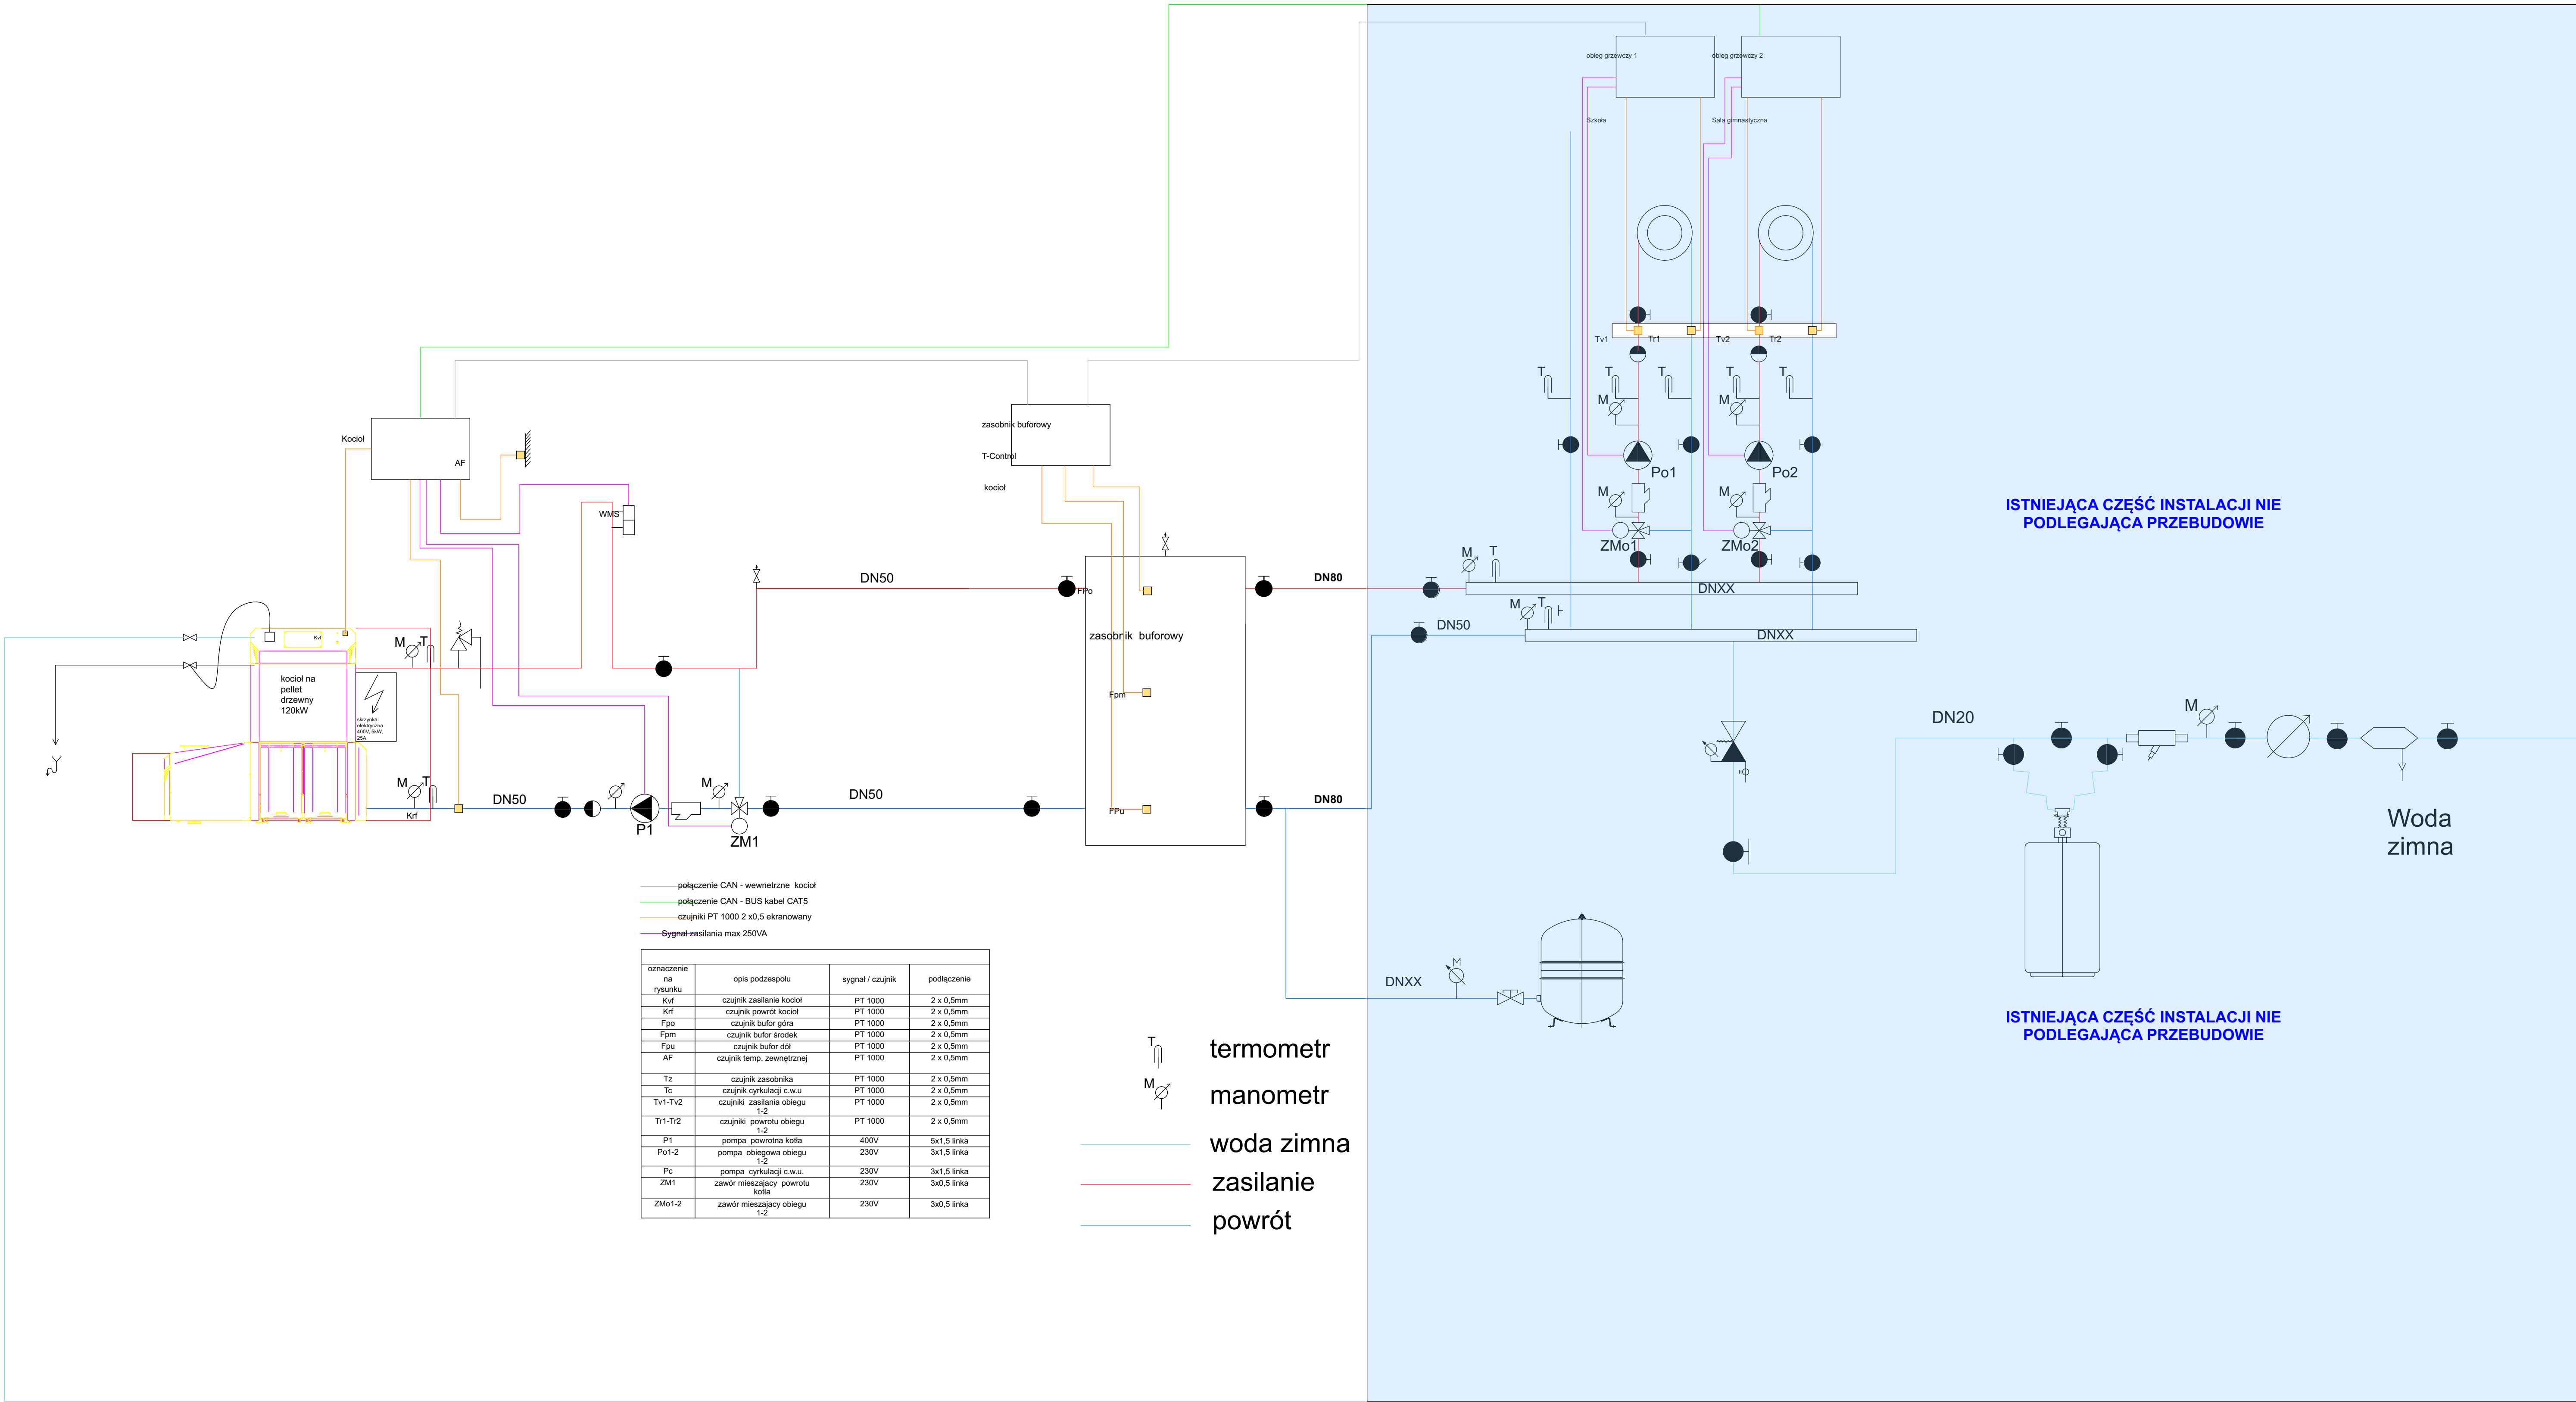 obieg grzewczy 1
obieg grzewczy 2
Szkoła
Sala gimnastyczna
Tv1
Tr1
Tv2
Tr2
T
T
T
T
T
M
M
Po1
Po2
M
M
ZMo1
ZMo2
Kocioł
AF
zasobnik buforowy
T-Control
kocioł
WMS
ISTNIEJĄCA CZĘŚĆ INSTALACJI NIE
PODLEGAJĄCA PRZEBUDOWIE
DN50
FPo
DN80
M
T
DNXX
M
T
DN50
DNXX
Kvf
M
T
zasobnik buforowy
kocioł na
pellet
drzewny
120kW
skrzynka
elektryczna
400V, 5kW,
25A
Fpm
DN20
M
M
T
Krf
DN50
M
P1
ZM1
DN50
FPu
DN80
Woda
zimna
połączenie CAN - wewnetrzne kocioł
połączenie CAN - BUS kabel CAT5
czujniki PT 1000 2 x0,5 ekranowany
Sygnał zasilania max 250VA
oznaczenie
na
rysunku
opis podzespołu
sygnał / czujnik
podłączenie
Kvf czujnik zasilanie kocioł PT 1000 2 x 0,5mm
Krf czujnik powrót kocioł PT 1000 2 x 0,5mm
Fpo czujnik bufor góra PT 1000 2 x 0,5mm
Fpm czujnik bufor środek PT 1000 2 x 0,5mm
Fpu czujnik bufor dół PT 1000 2 x 0,5mm
AF czujnik temp. zewnętrznej PT 1000 2 x 0,5mm
Tz czujnik zasobnika PT 1000 2 x 0,5mm
Tc czujnik cyrkulacji c.w.u PT 1000 2 x 0,5mm
Tv1-Tv2 czujniki zasilania obiegu PT 1000 2 x 0,5mm
1-2
Tr1-Tr2 czujniki powrotu obiegu PT 1000 2 x 0,5mm
1-2
P1 pompa powrotna kotła 400V 5x1,5 linka
Po1-2 pompa obiegowa obiegu 230V 3x1,5 linka
1-2
Pc pompa cyrkulacji c.w.u. 230V 3x1,5 linka
ZM1 zawór mieszajacy powrotu 230V 3x0,5 linka
kotła
ZMo1-2 zawór mieszajacy obiegu 230V 3x0,5 linka
1-2
DNXX
M
ISTNIEJĄCA CZĘŚĆ INSTALACJI NIE
PODLEGAJĄCA PRZEBUDOWIE
T
termometr
M
manometr
woda zimna
zasilanie
powrót